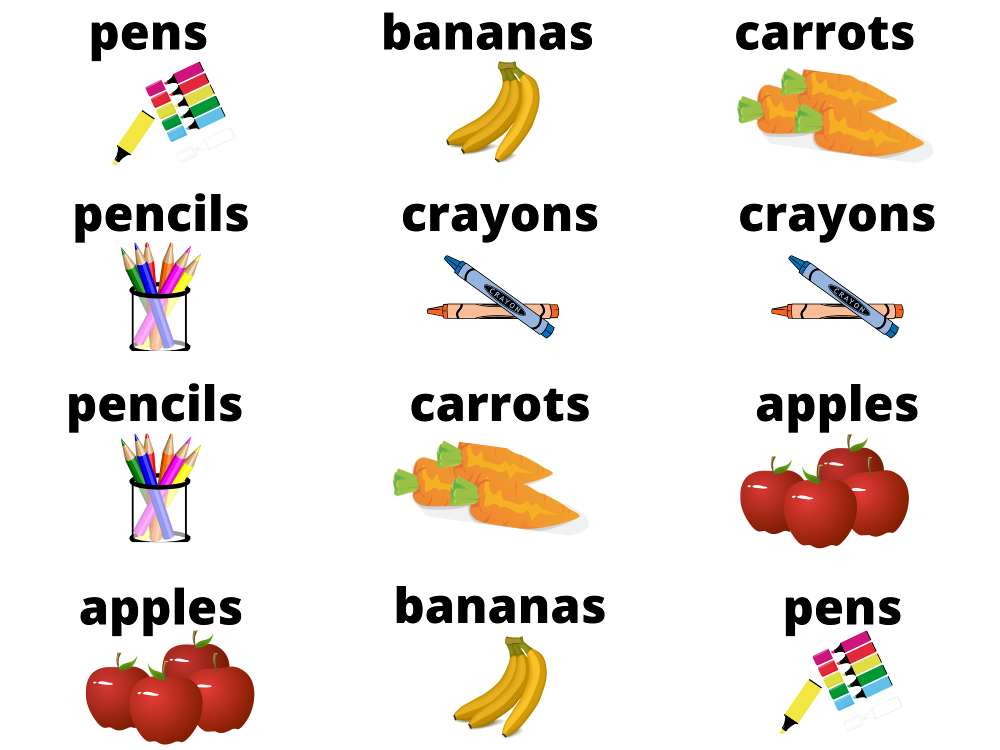 pens bananas carrots
pencils crayons crayons
CRAYON CRAYON
pencils carrots apples
apples bananas pens